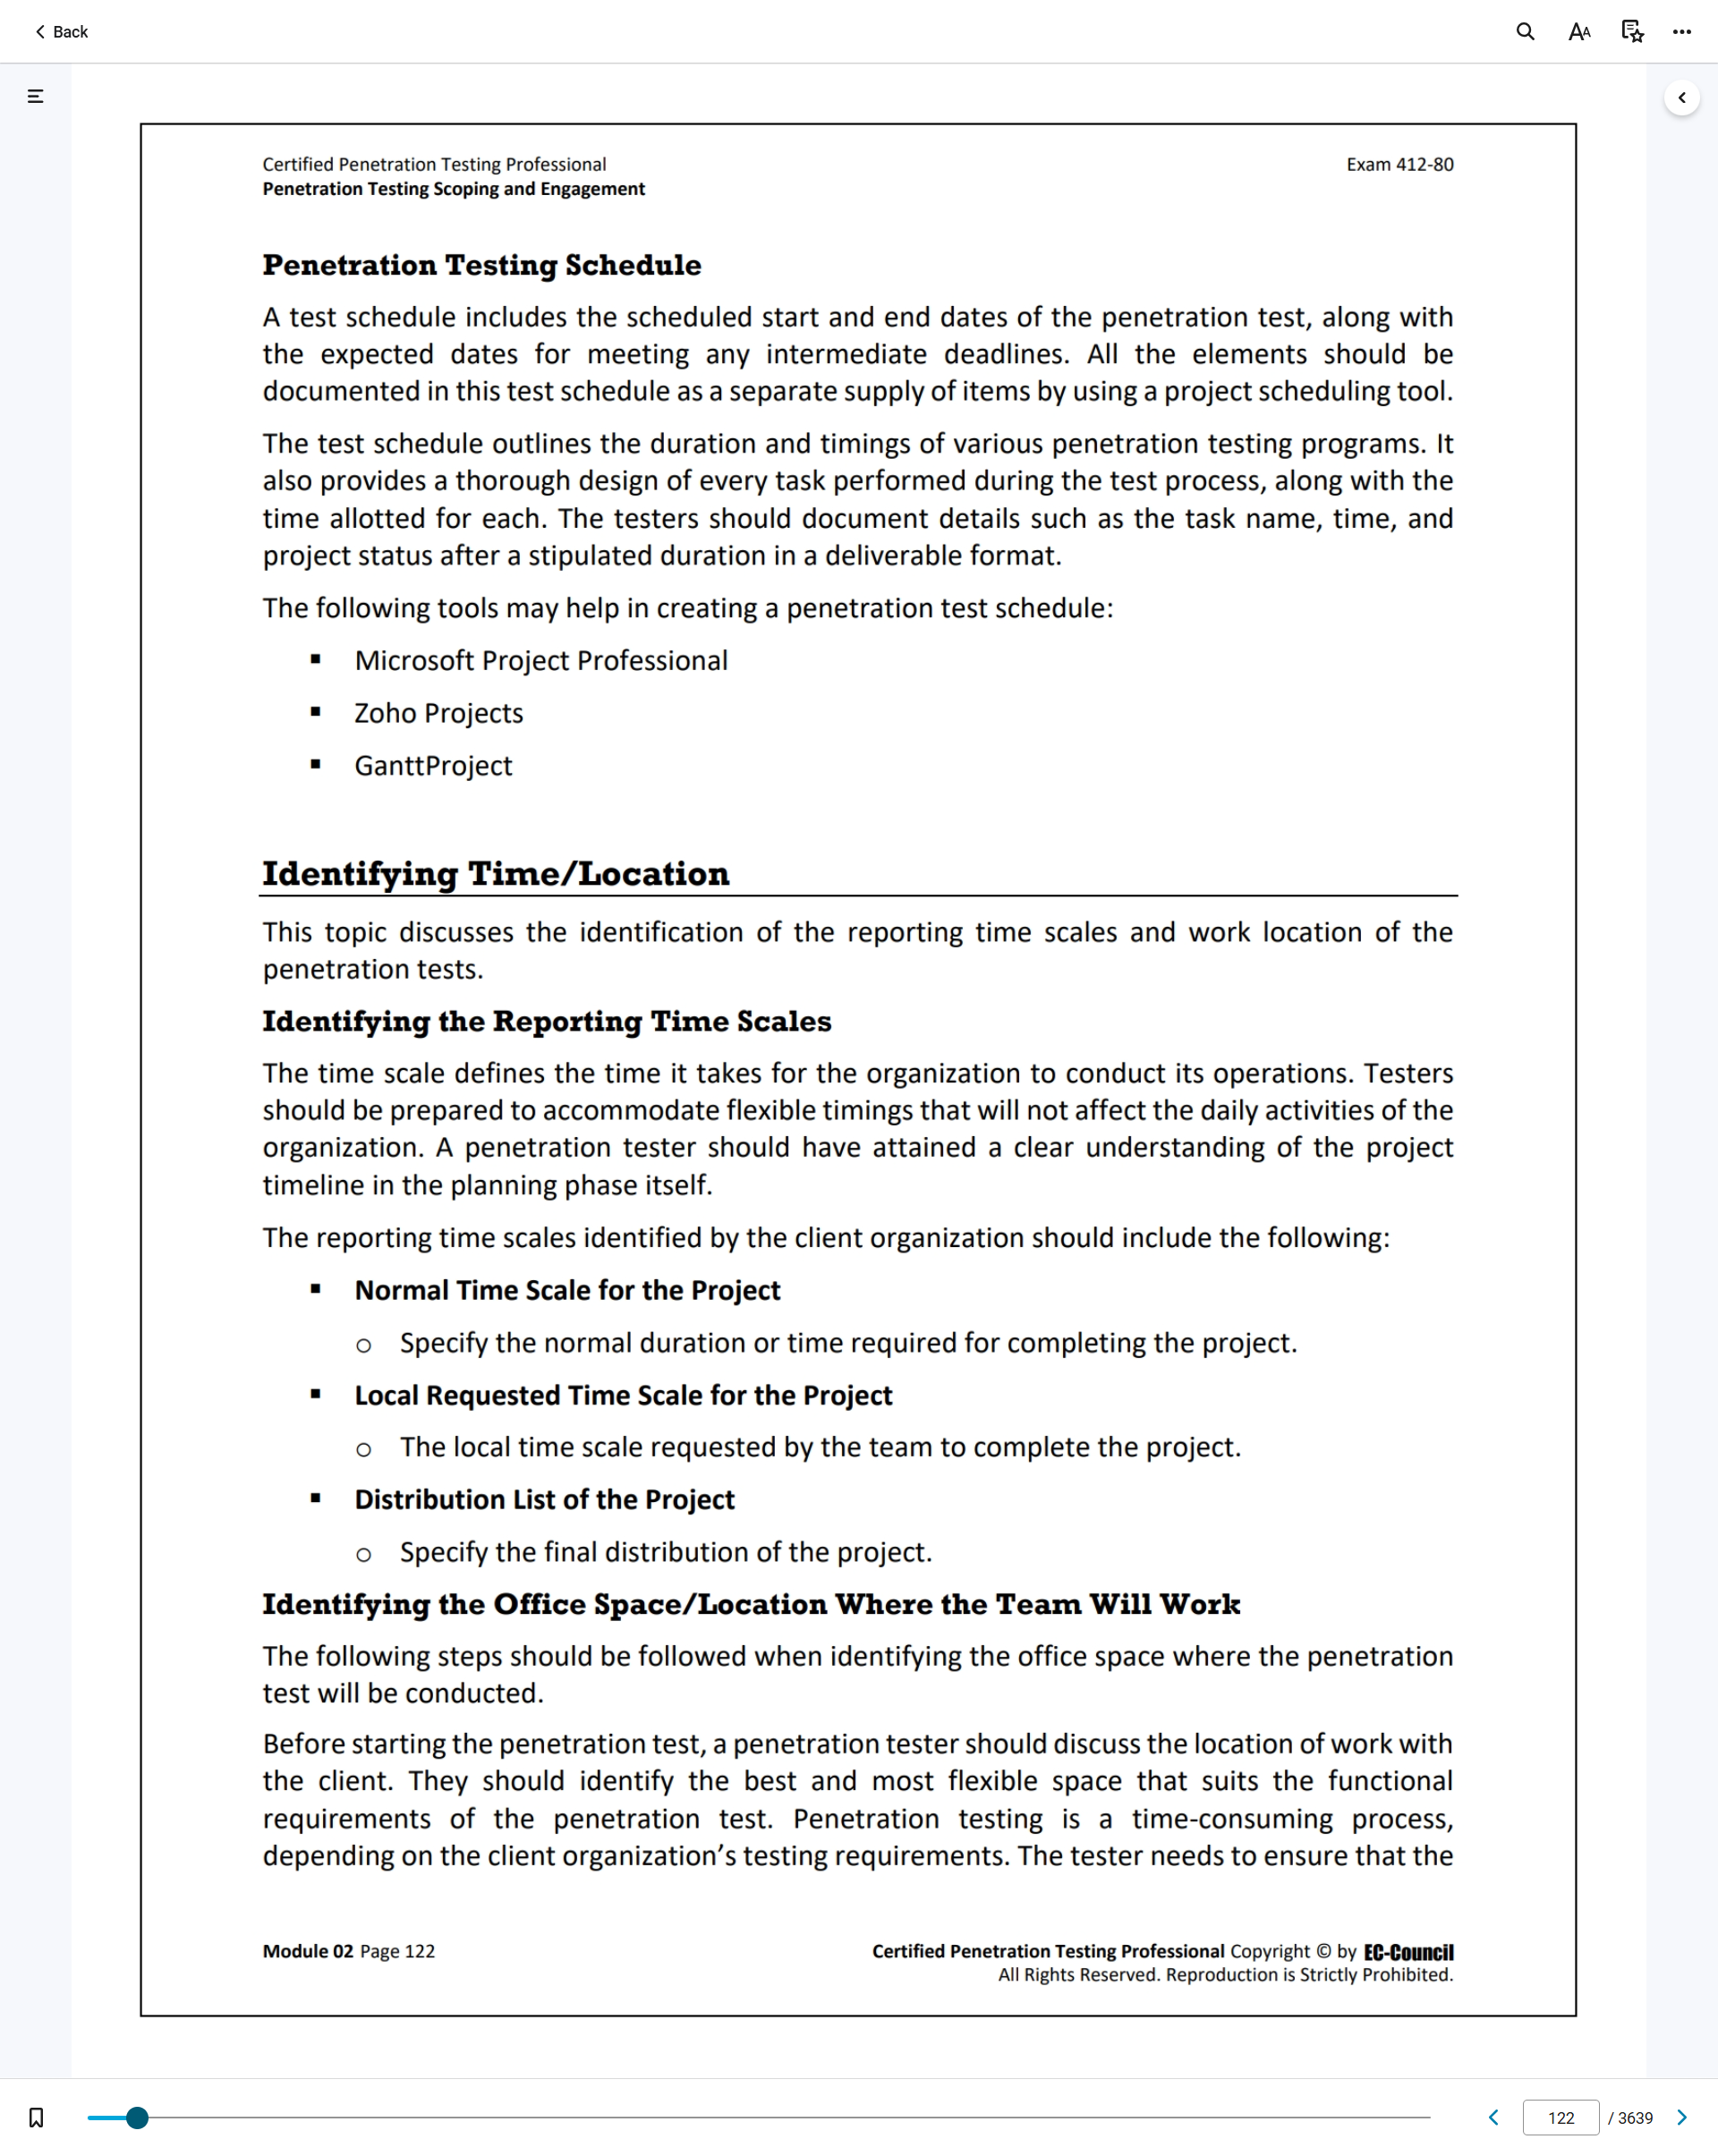 Back
Certified Penetration Testing Professional
Exam 412-80
Penetration Testing Scoping and Engagement
Penetration Testing Schedule
A test schedule includes the scheduled start and end dates of the penetration test, along with
the expected dates for meeting any intermediate deadlines. All the elements should be
documented in this test schedule as a separate supply of items by using a project scheduling tool.
The test schedule outlines the duration and timings of various penetration testing programs. It
also provides a thorough design of every task performed during the test process, along with the
time allotted for each. The testers should document details such as the task name, time, and
project status after a stipulated duration in a deliverable format.
The following tools may help in creating a penetration test schedule:
▪ Microsoft Project Professional
▪ Zoho Projects
▪ GanttProject
Identifying Time/Location
This topic discusses the identification of the reporting time scales and work location of the
penetration tests.
Identifying the Reporting Time Scales
The time scale defines the time it takes for the organization to conduct its operations. Testers
should be prepared to accommodate flexible timings that will not affect the daily activities of the
organization. A penetration tester should have attained a clear understanding of the project
timeline in the planning phase itself.
The reporting time scales identified by the client organization should include the following:
▪ Normal Time Scale for the Project
o Specify the normal duration or time required for completing the project.
▪ Local Requested Time Scale for the Project
o The local time scale requested by the team to complete the project.
▪ Distribution List of the Project
o Specify the final distribution of the project.
Identifying the Office Space/Location Where the Team Will Work
The following steps should be followed when identifying the office space where the penetration
test will be conducted.
Before starting the penetration test, a penetration tester should discuss the location of work with
the client. They should identify the best and most flexible space that suits the functional
requirements of the penetration test. Penetration testing is a time-consuming process,
depending on the client organization's testing requirements. The tester needs to ensure that the
Module 02 Page 122
Certified Penetration Testing Professional Copyright © by EC-Council
All Rights Reserved. Reproduction is Strictly Prohibited.
122 / 3639